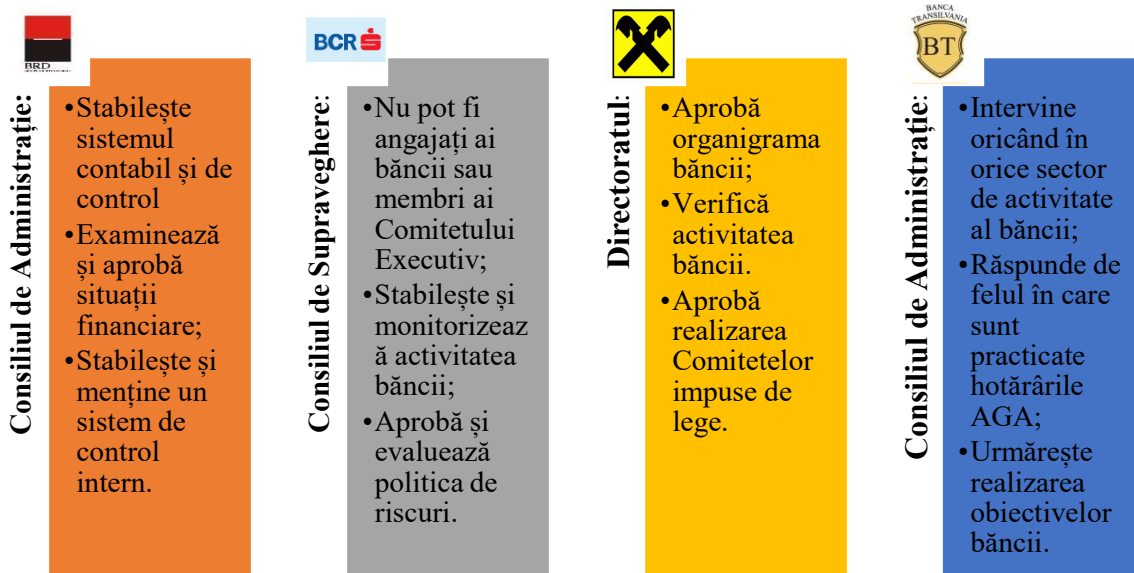 BRD
Consiliul de Administrație:
•Stabilește
sistemul
contabil și de
control
•Examinează
și aprobă
situații
financiare;
•Stabilește și
menține un
sistem de
control
intern.
BCR
Consiliul de Supraveghere:
•Nu pot fi
angajați ai
băncii sau
membri ai
Comitetului
Executiv;
•Stabilește și
monitorizeaz
ă activitatea
băncii;
•Aprobă și
evaluează
politica de
riscuri.
Directoratul:
•Aprobă
organigrama
băncii;
•Verifică
activitatea
băncii.
•Aprobă
realizarea
Comitetelor
impuse de
lege.
BANCA
TRANSILVANIA
BT
Consiliul de Administrație:
•Intervine
oricând în
orice sector
de activitate
al băncii;
•Răspunde de
felul în care
sunt
practicate
hotărârile
AGA;
•Urmărește
realizarea
obiectivelor
băncii.